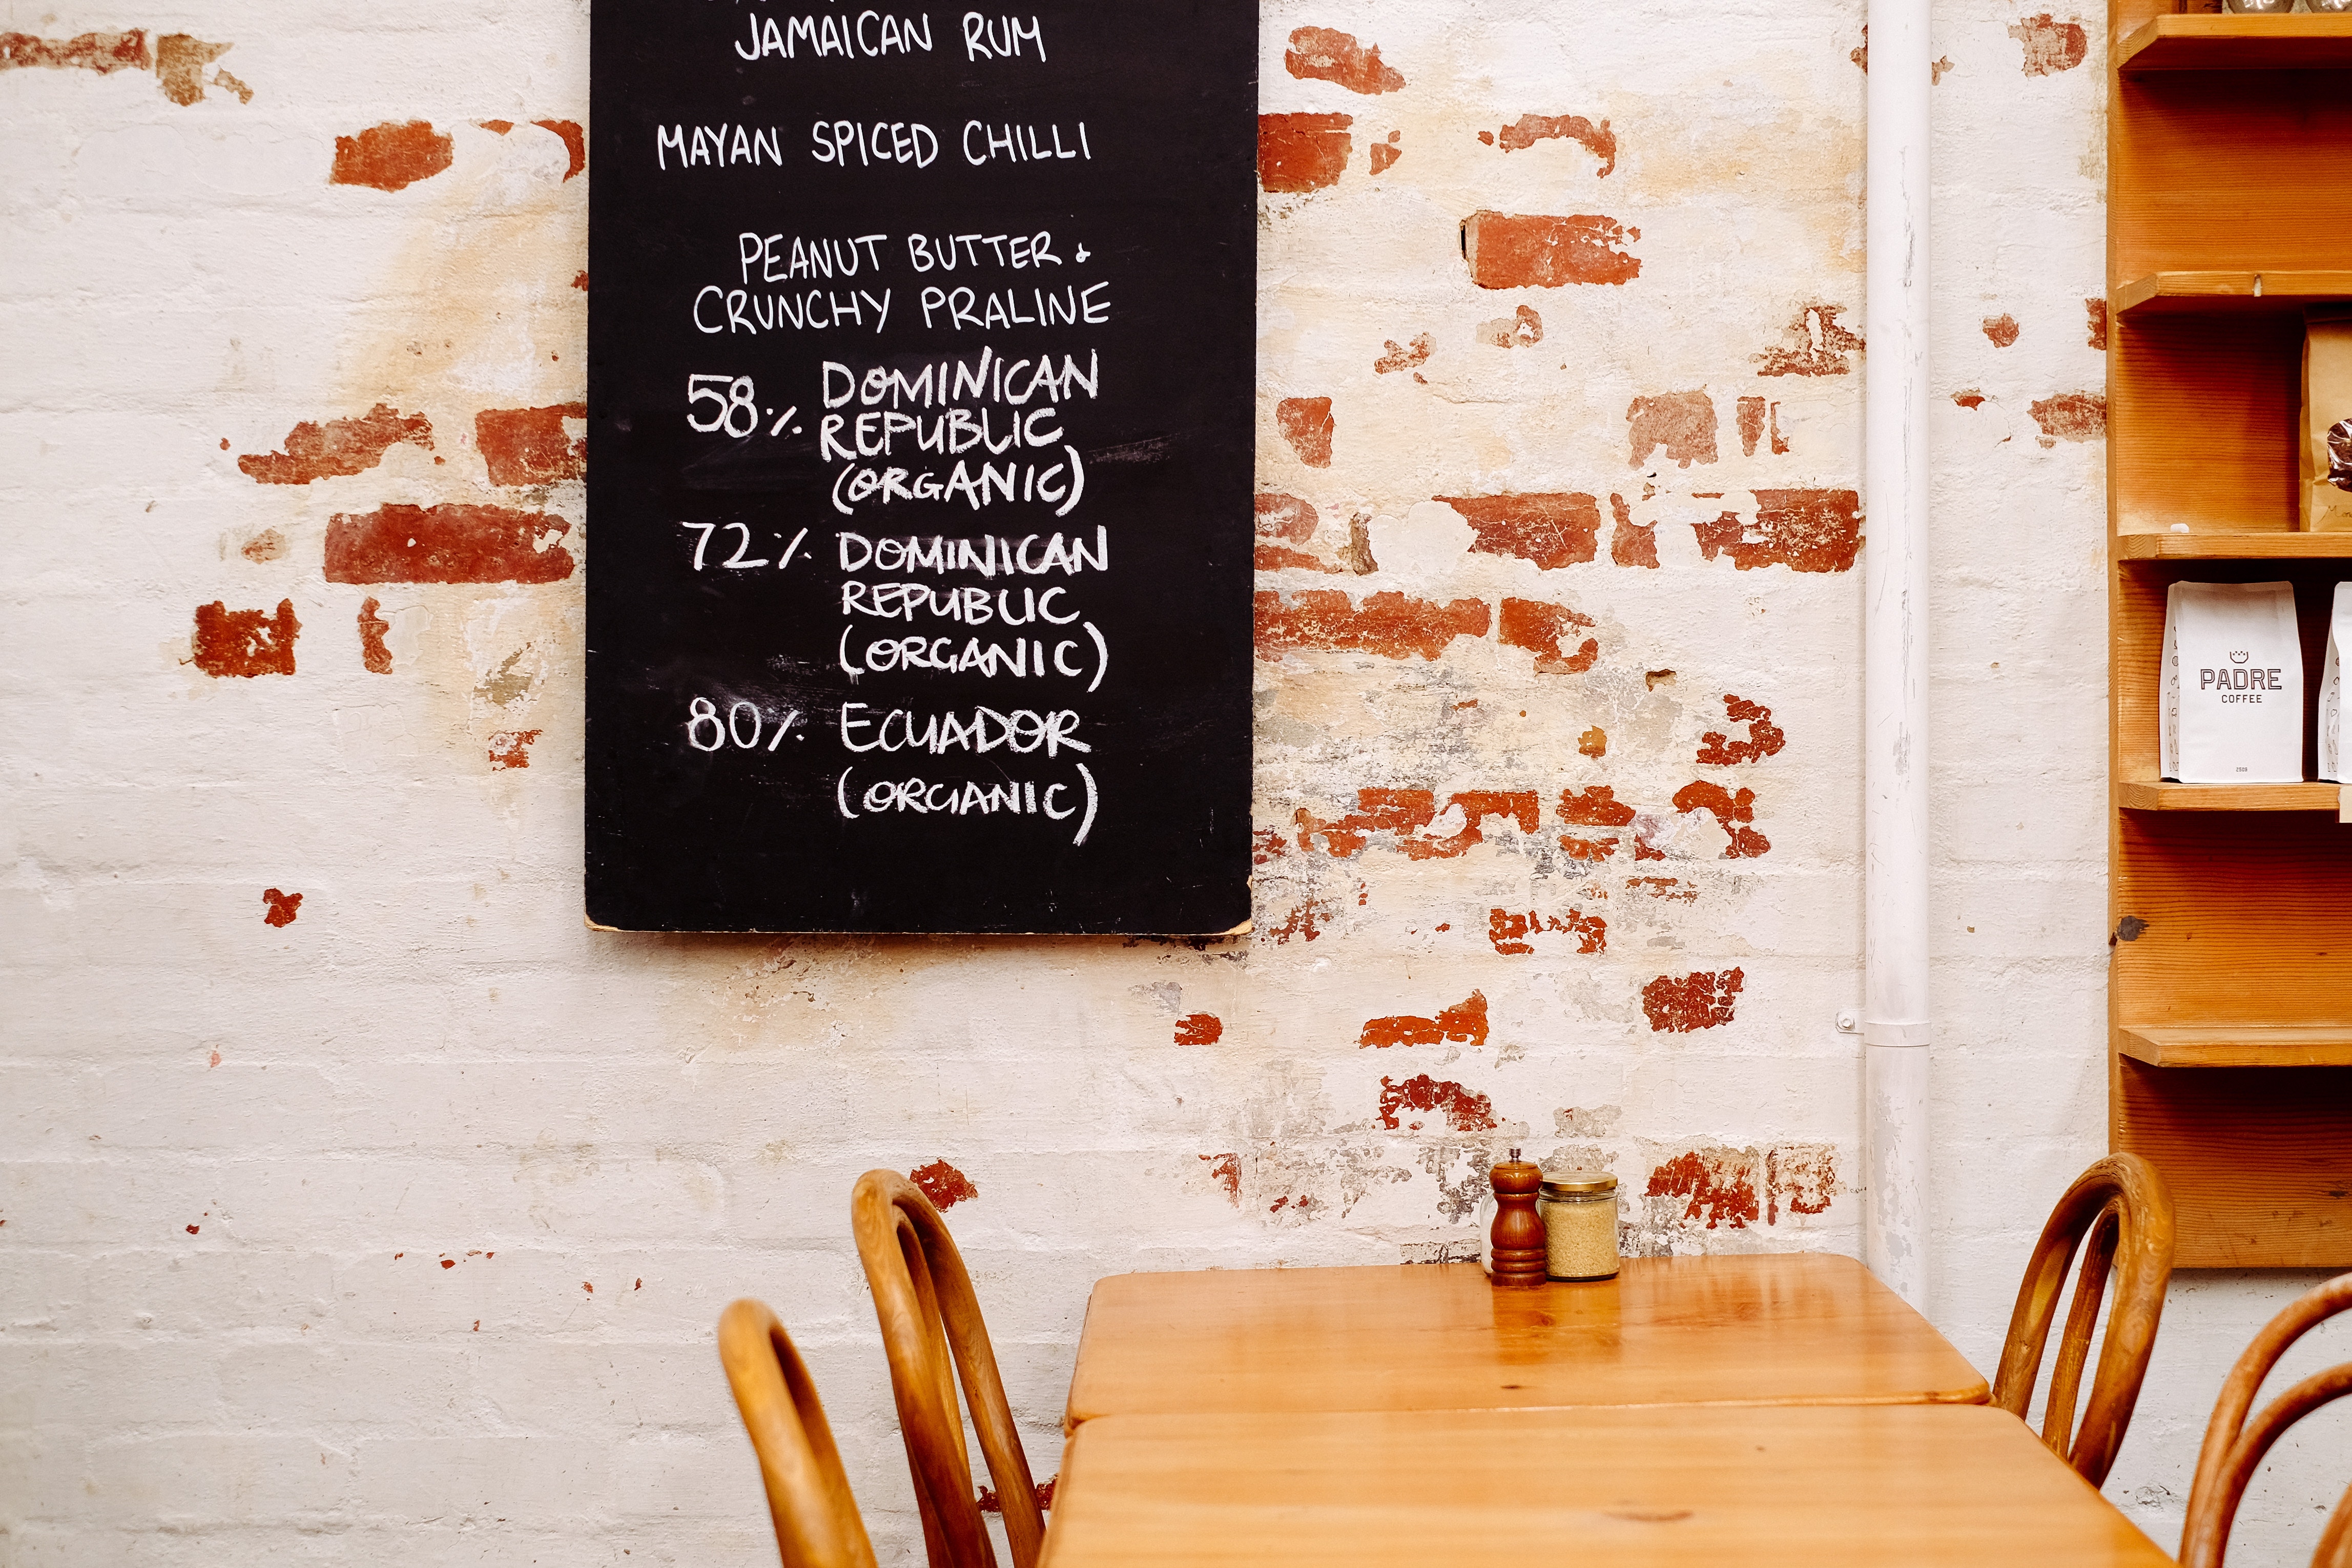 JAMAICAN RUM
MAYAN SPICED CHILLI
PEANUT BUTTER &
CRUNCHY PRALINE
58% DOMINICAN
REPUBLIC
(ORGANIC)
72% DOMINICAN
REPUBLIC
(ORGANIC)
80% ECUADOR
(ORGANIC)
PADRE
COFFEE